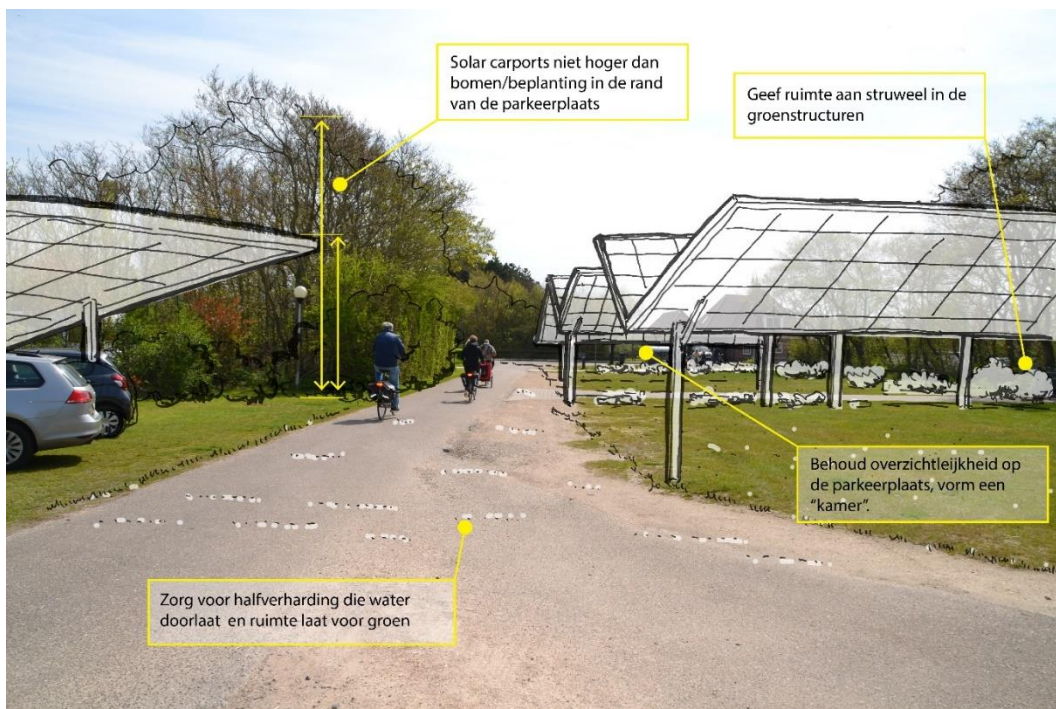 Solar carports niet hoger dan
bomen/beplanting in de rand
van de parkeerplaats
Geef ruimte aan struweel in de
groenstructuren
Behoud overzichtleijkheid op
de parkeerplaats, vorm een
“kamer”.
Zorg voor halfverharding die water
doorlaat en ruimte laat voor groen